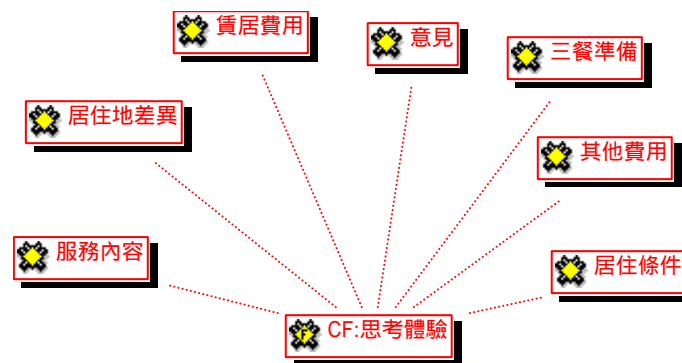 賃居費用
意見
三餐準備
居住地差異
其他費用
服務內容
居住條件
CF:思考體驗
F